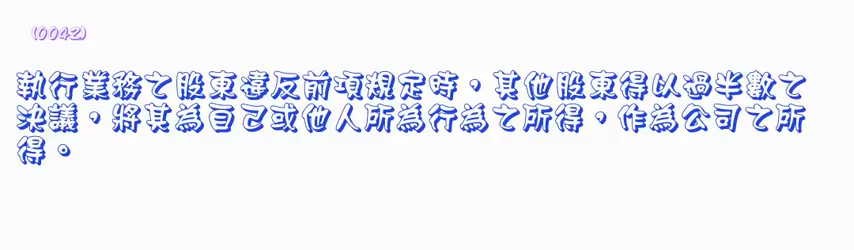 (0042)
執行業務之股東違反前項規定時，其他股東得以過半數之
決議，將其為自己或他人所為行為之所得，作為公司之所
得。